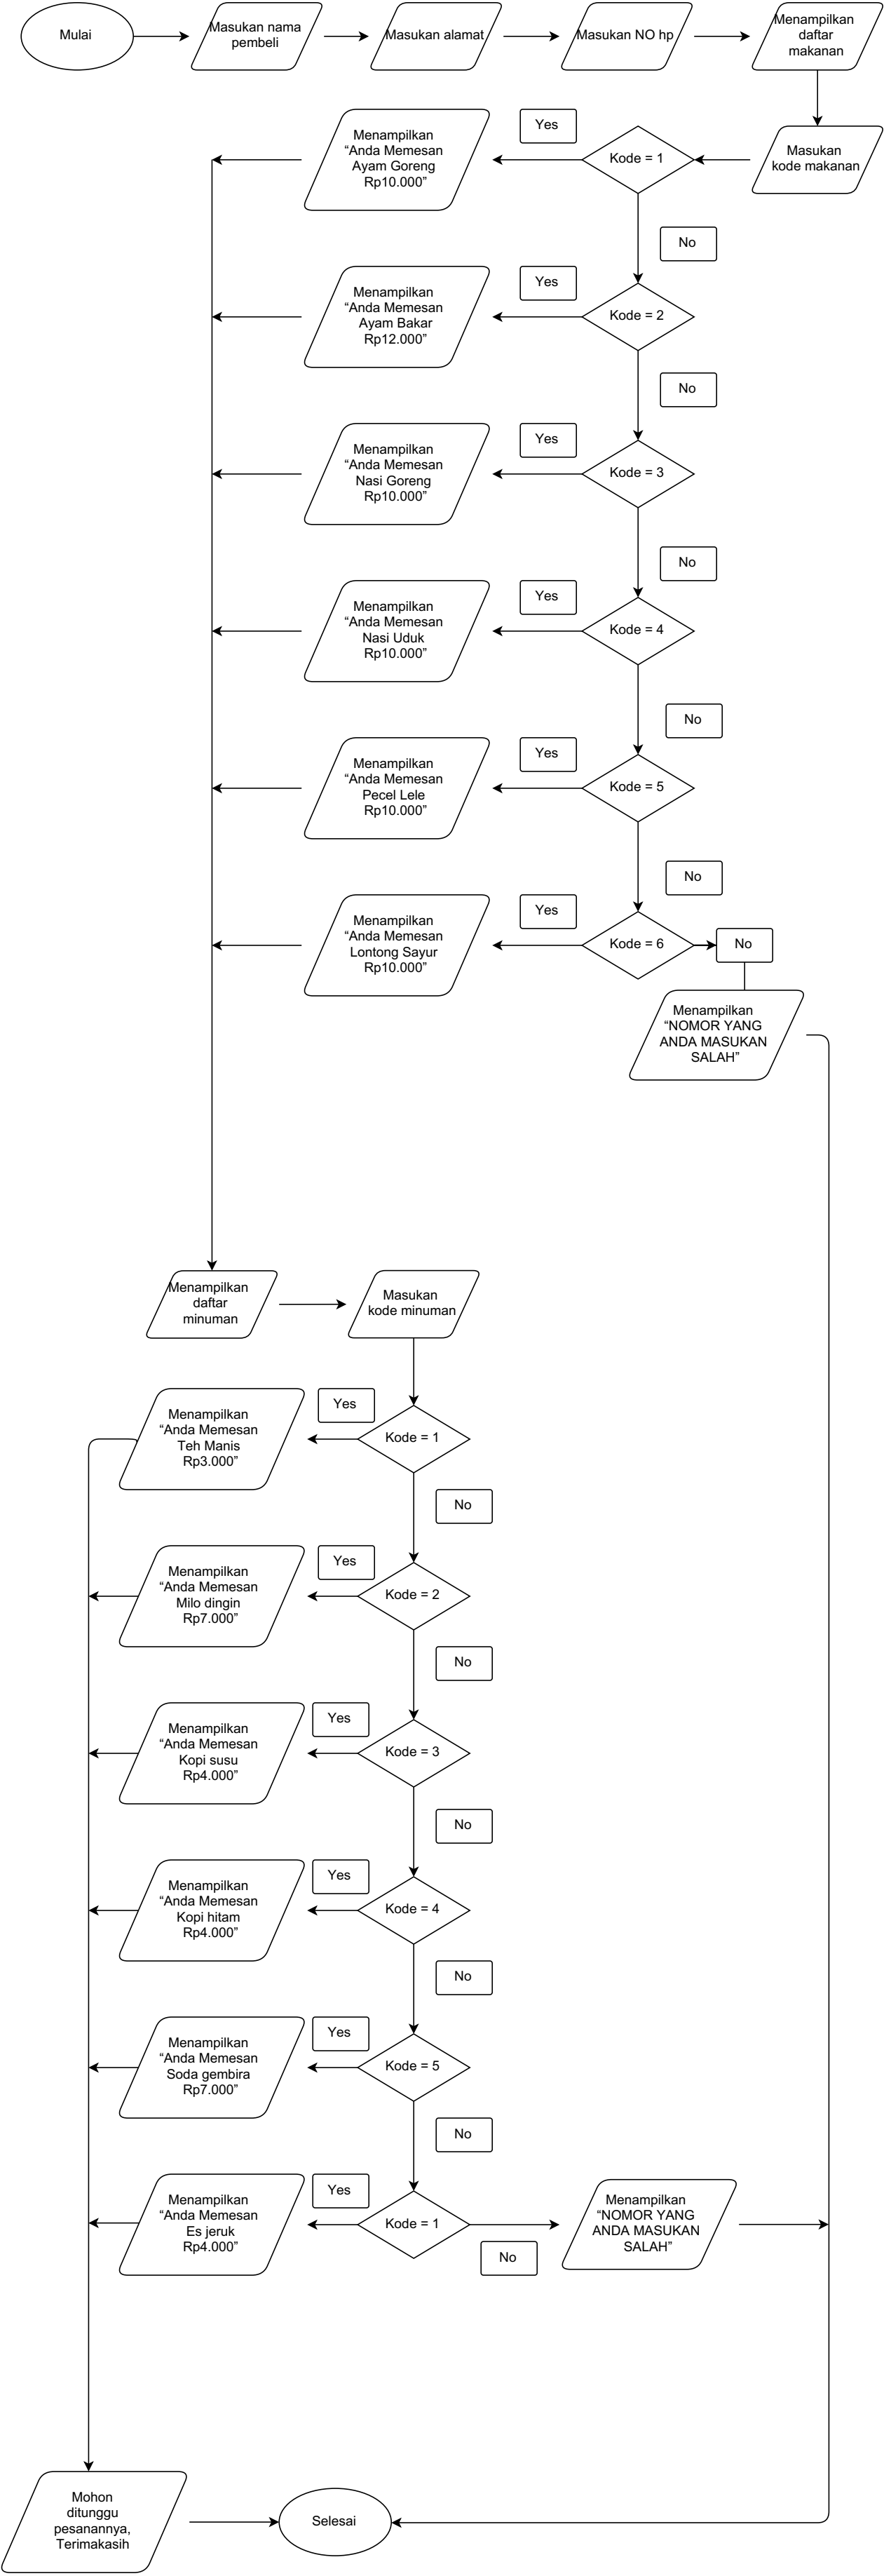 Mulai
Masukan nama
pembeli
Masukan alamat
Masukan NO hp
Menampilkan
daftar
makanan
Masukan
kode makanan
Kode = 1
Yes
Menampilkan
“Anda Memesan
Ayam Goreng
Rp10.000”
No
Kode = 2
Yes
Menampilkan
“Anda Memesan
Ayam Bakar
Rp12.000”
No
Kode = 3
Yes
Menampilkan
“Anda Memesan
Nasi Goreng
Rp10.000”
No
Kode = 4
Yes
Menampilkan
“Anda Memesan
Nasi Uduk
Rp10.000”
No
Kode = 5
Yes
Menampilkan
“Anda Memesan
Pecel Lele
Rp10.000”
No
Kode = 6
Yes
Menampilkan
“Anda Memesan
Lontong Sayur
Rp10.000”
No
Menampilkan
“NOMOR YANG
ANDA MASUKAN
SALAH”
Menampilkan
daftar
minuman
Masukan
kode minuman
Kode = 1
Yes
Menampilkan
“Anda Memesan
Teh Manis
Rp3.000”
No
Kode = 2
Yes
Menampilkan
“Anda Memesan
Milo dingin
Rp7.000”
No
Kode = 3
Yes
Menampilkan
“Anda Memesan
Kopi susu
Rp4.000”
No
Kode = 4
Yes
Menampilkan
“Anda Memesan
Kopi hitam
Rp4.000”
No
Kode = 5
Yes
Menampilkan
“Anda Memesan
Soda gembira
Rp7.000”
No
Kode = 1
Yes
Menampilkan
“Anda Memesan
Es jeruk
Rp4.000”
No
Menampilkan
“NOMOR YANG
ANDA MASUKAN
SALAH”
Mohon
ditunggu
pesanannya,
Terimakasih
Selesai